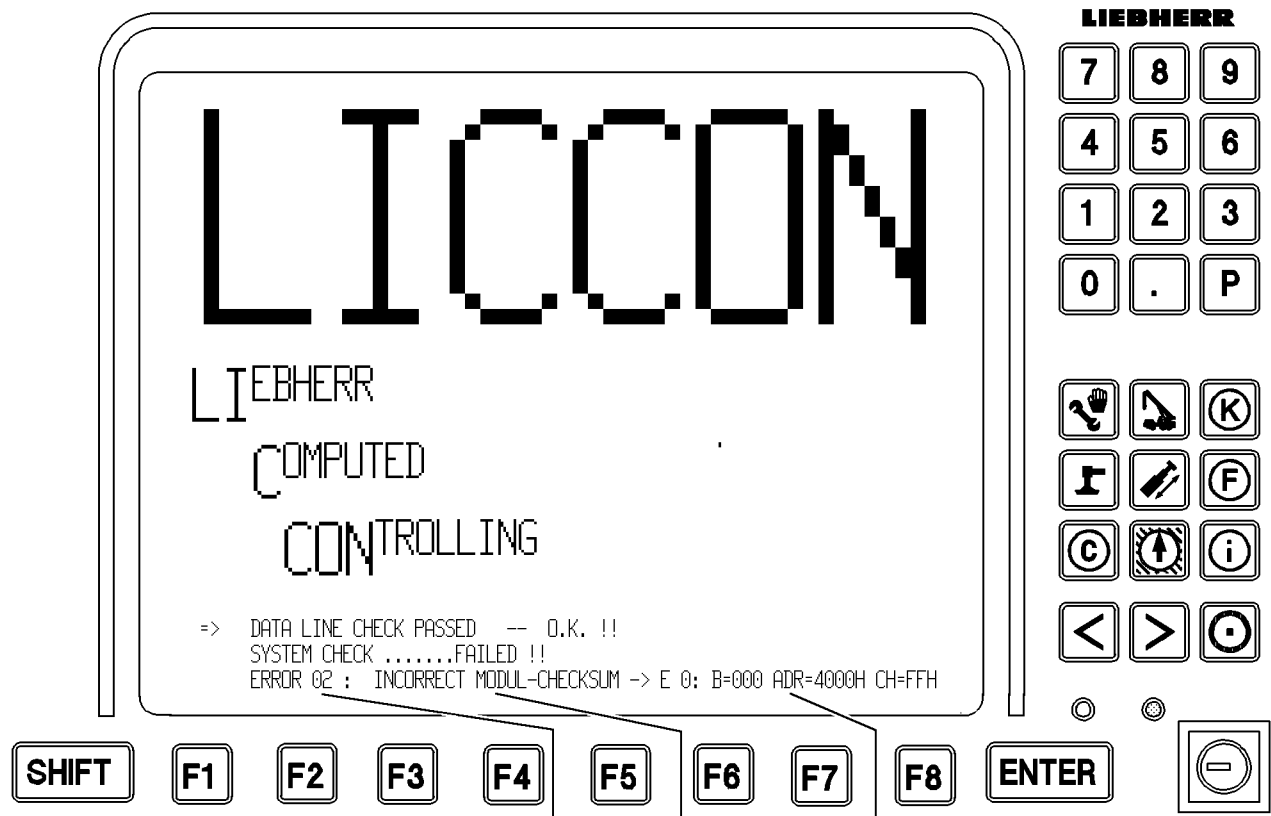 LIEBHERR
LICCON
LIEBHERR
COMPUTED
CONTROLLING
=> DATA LINE CHECK PASSED -- O.K. !!
SYSTEM CHECK .......FAILED !!
ERROR 02 : INCORRECT MODUL-CHECKSUM -> E 0: B=000 ADR=4000H CH=FFH
7 8 9
4 5 6
1 2 3
0 . P
K
F
C i
< >
SHIFT F1 F2 F3 F4 F5 F6 F7 F8 ENTER